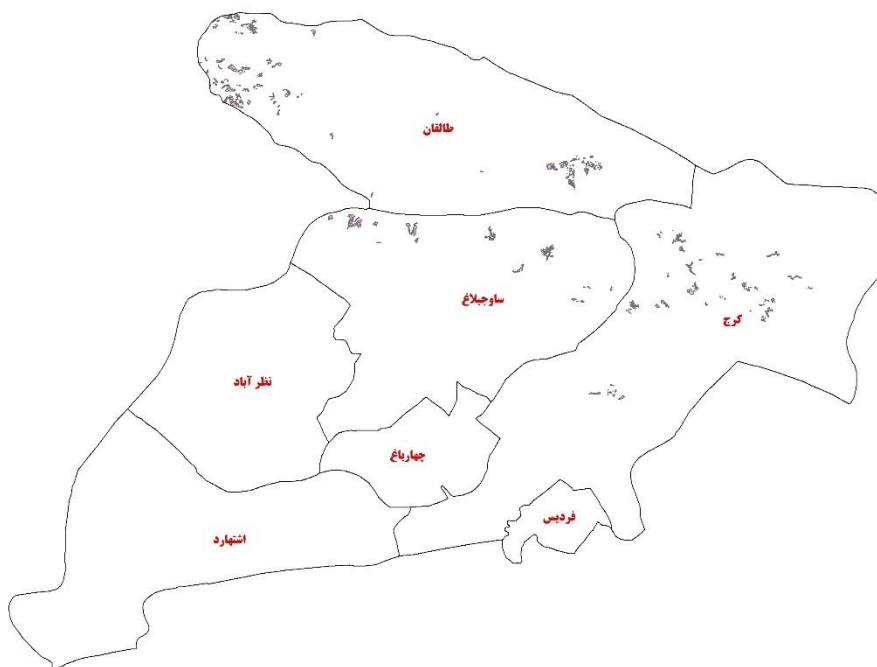 طالقان
ساوجبلاغ
کرج
نظر آباد
چهارباغ
فردیس
اشتهارد